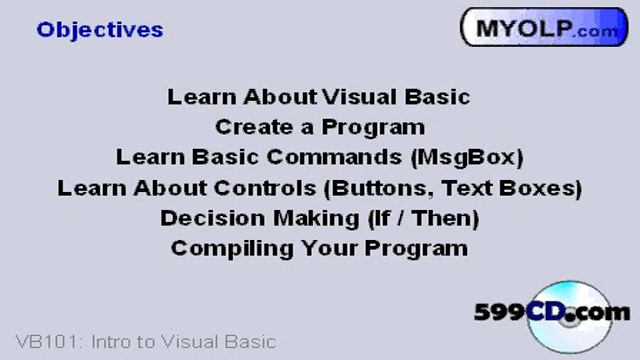 Objectives
MYOLP.com
Learn About Visual Basic
Create a Program
Learn Basic Commands (MsgBox)
Learn About Controls (Buttons, Text Boxes)
Decision Making (If / Then)
Compiling Your Program
599CD.com
VB101: Intro to Visual Basic